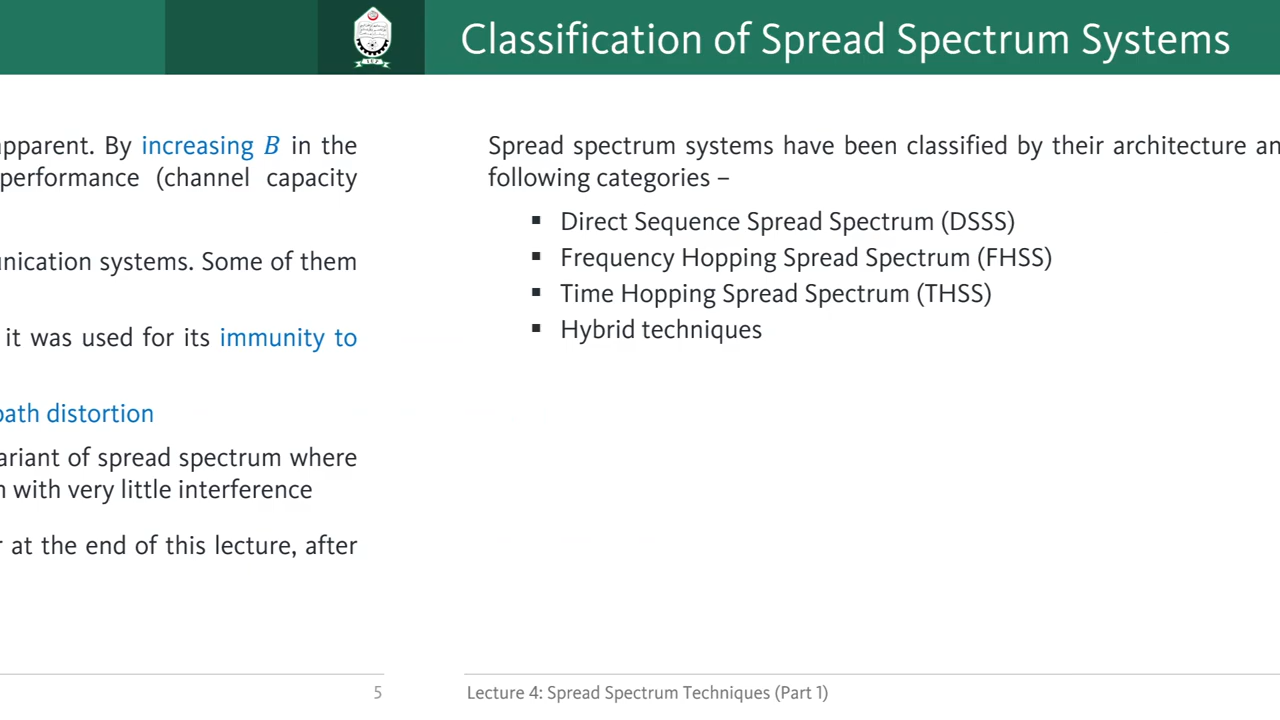 Classification of Spread Spectrum Systems
apparent. By increasing B in the
performance (channel capacity
unication systems. Some of them
it was used for its immunity to
path distortion
ariant of spread spectrum where
with very little interference
at the end of this lecture, after
5
Spread spectrum systems have been classified by their architecture an
following categories –
▪ Direct Sequence Spread Spectrum (DSSS)
▪ Frequency Hopping Spread Spectrum (FHSS)
▪ Time Hopping Spread Spectrum (THSS)
▪ Hybrid techniques
Lecture 4: Spread Spectrum Techniques (Part 1)